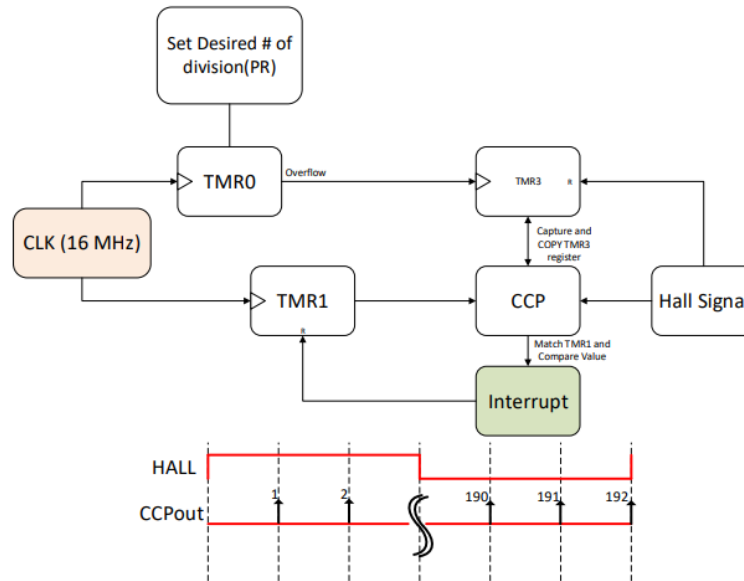 Set Desired # of
division(PR)
TMR0
Overflow
TMR3
R
CLK (16 MHz)
Capture and
COPY TMR3
register
TMR1
R
CCP
Hall Signal
Match TMR1 and
Compare Value
Interrupt
HALL
1
2
190
191
192
CCPout